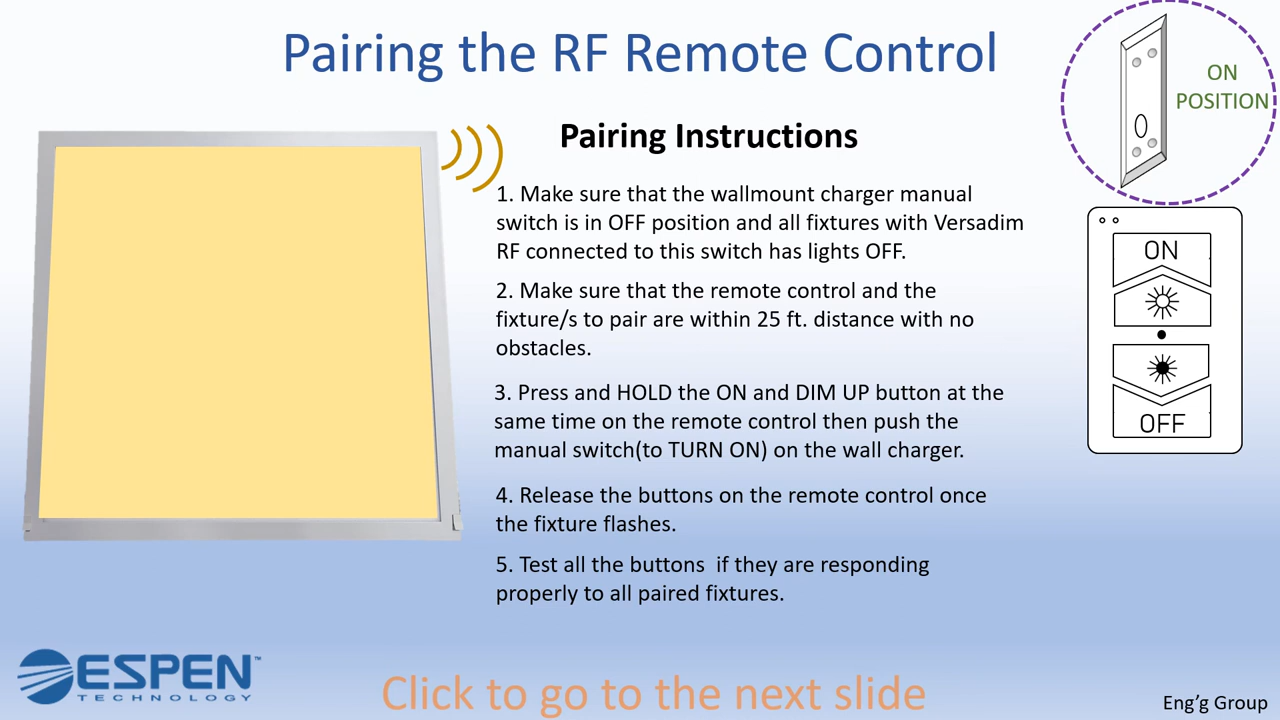 Pairing the RF Remote Control
ON
POSITION
Pairing Instructions
1. Make sure that the wallmount charger manual
switch is in OFF position and all fixtures with Versadim
RF connected to this switch has lights OFF.
2. Make sure that the remote control and the
fixture/s to pair are within 25 ft. distance with no
obstacles.
3. Press and HOLD the ON and DIM UP button at the
same time on the remote control then push the
manual switch(to TURN ON) on the wall charger.
4. Release the buttons on the remote control once
the fixture flashes.
5. Test all the buttons  if they are responding
properly to all paired fixtures.
ON
OFF
ESPEN™
TECHNOLOGY
Click to go to the next slide
Eng’g Group